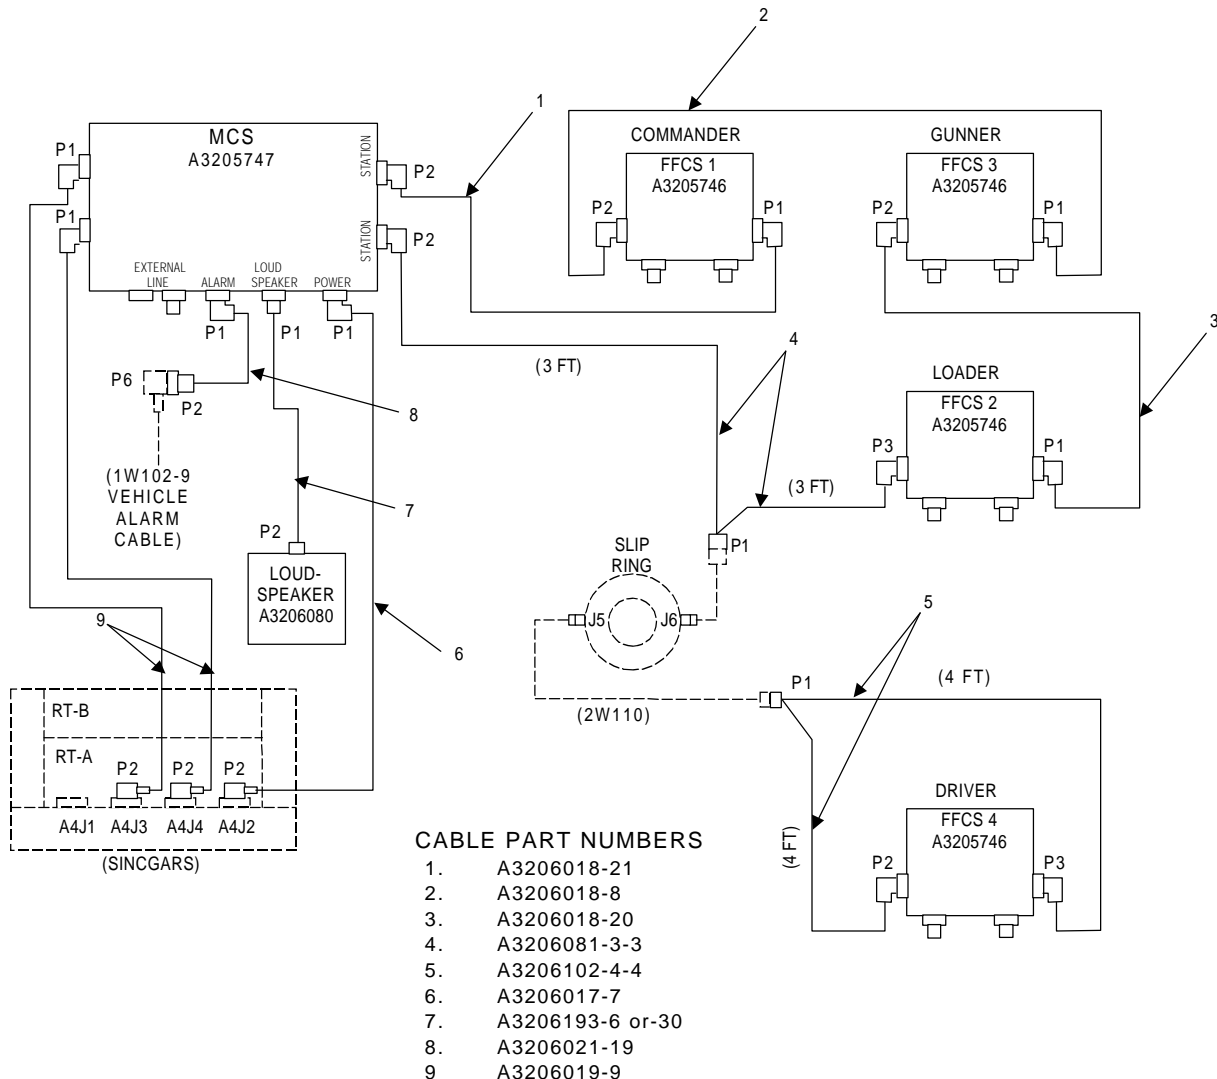 2
1
MCS
A3205747
P1
STATION
P2
P1
STATION
P2
EXTERNAL
LINE
ALARM
LOUD
SPEAKER
POWER
P1
P1
P1
COMMANDER
FFCS 1
A3205746
P2
P1
GUNNER
FFCS 3
A3205746
P2
P1
3
4
(3 FT)
P6
P2
8
(1W102-9
VEHICLE
ALARM
CABLE)
7
LOADER
FFCS 2
A3205746
P3
P1
(3 FT)
P2
LOUD-
SPEAKER
A3206080
SLIP
RING
P1
J5
J6
9
6
5
P1
(4 FT)
(2W110)
(4 FT)
RT-B
RT-A
P2
P2
P2
A4J1
A4J3
A4J4
A4J2
(SINCGARS)
DRIVER
FFCS 4
A3205746
P2
P3
CABLE PART NUMBERS
1. A3206018-21
2. A3206018-8
3. A3206018-20
4. A3206081-3-3
5. A3206102-4-4
6. A3206017-7
7. A3206193-6 or-30
8. A3206021-19
9 A3206019-9